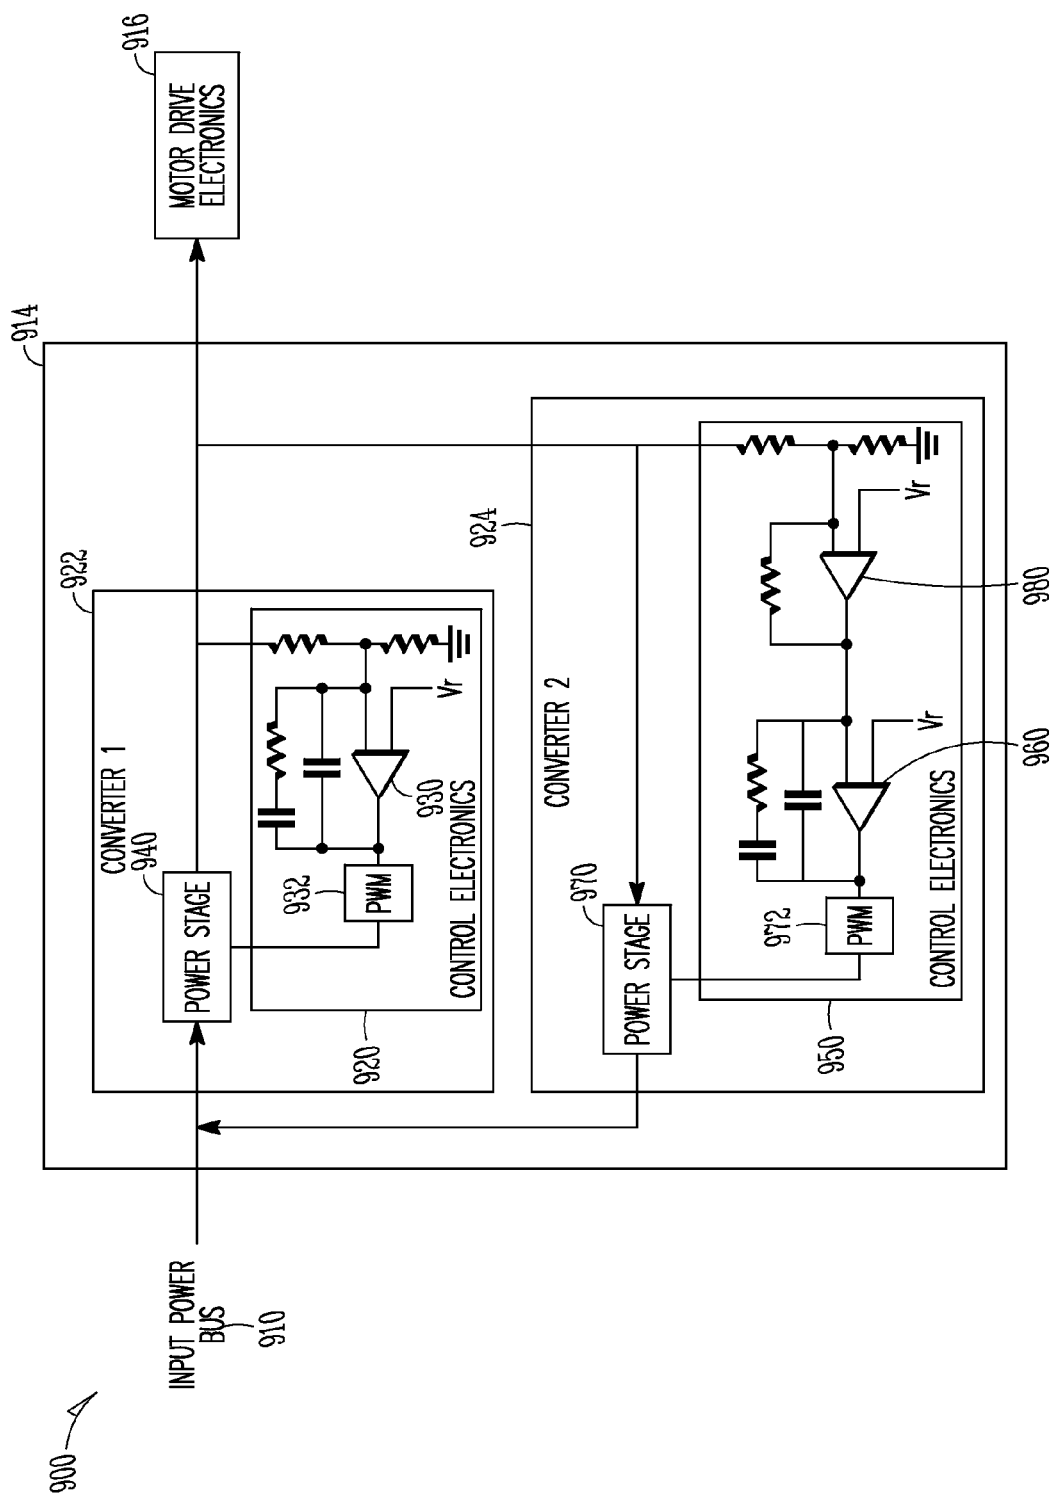 900
INPUT POWER
BUS
910
914
922
CONVERTER 1
940
POWER STAGE
932
PWM
930
Vr
CONTROL ELECTRONICS
920
916
MOTOR DRIVE
ELECTRONICS
924
CONVERTER 2
970
POWER STAGE
972
PWM
960
Vr
980
Vr
CONTROL ELECTRONICS
950